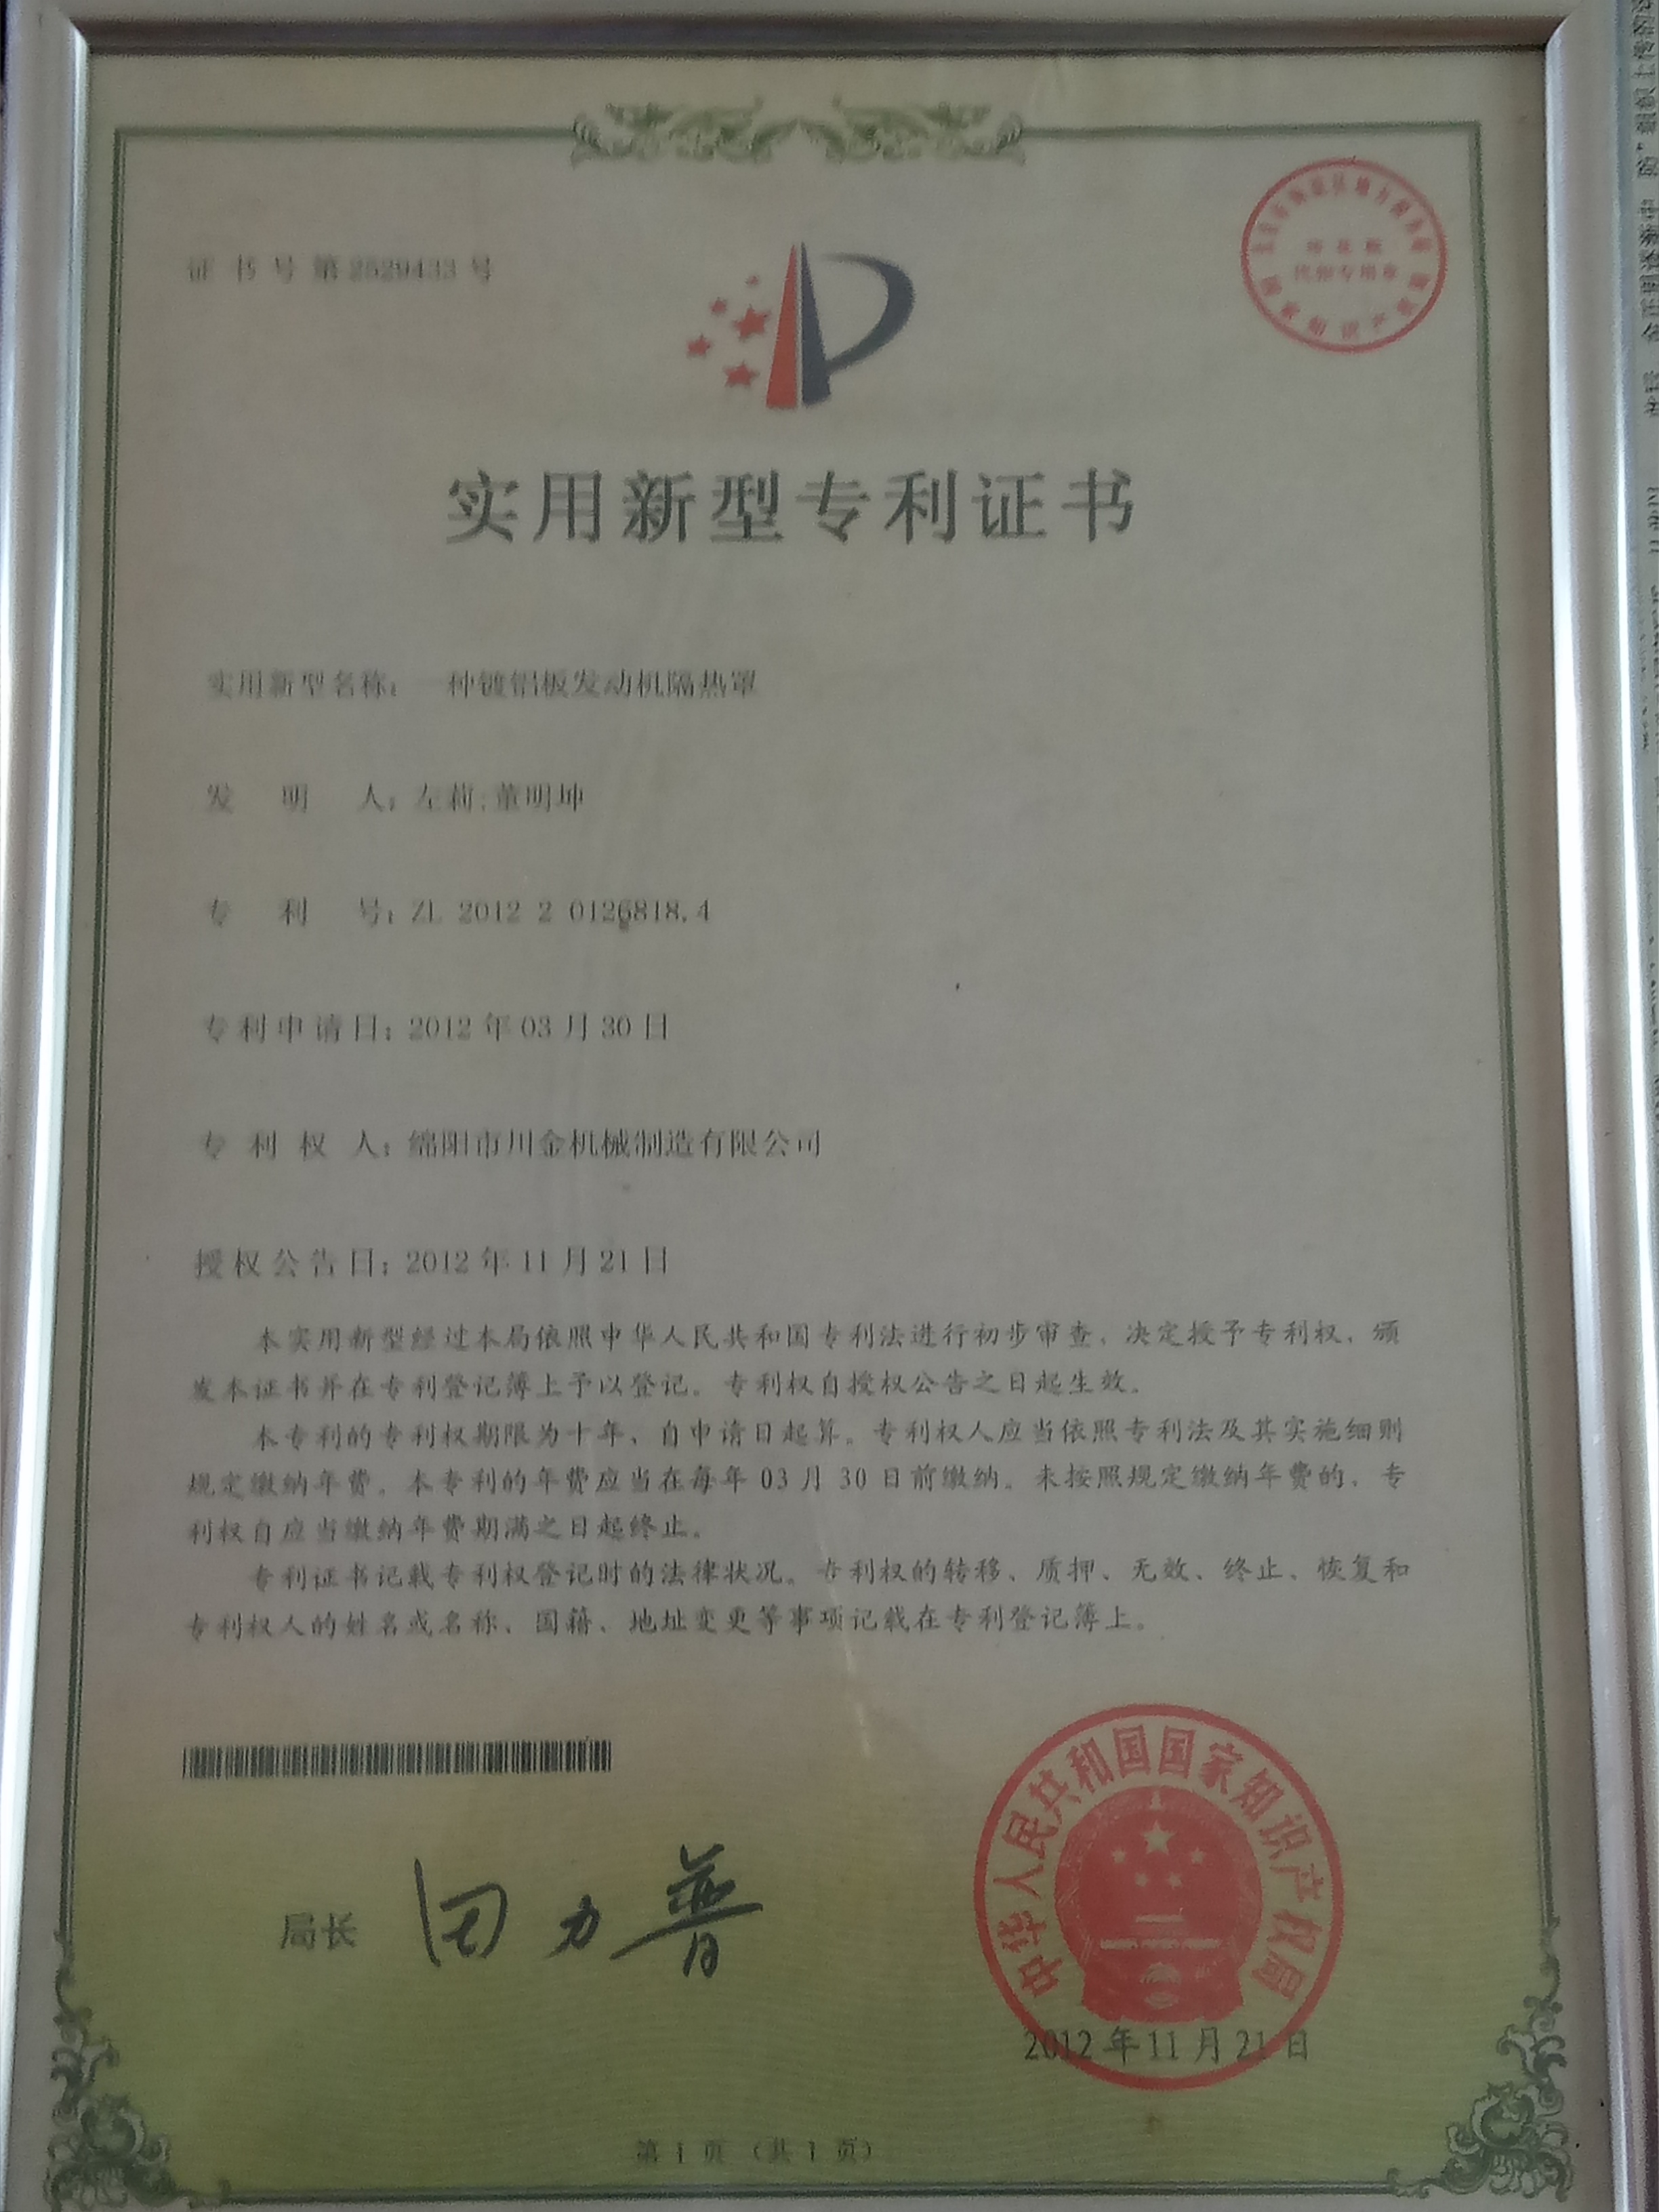 证书号第2529433号
实用新型专利证书
实用新型名称：一种镀铝板发动机隔热罩
发明人：左莉;董明坤
专利号：ZL 2012 2 0126818.4
专利申请日：2012年03月30日
专利权人：绵阳市川金机械制造有限公司
授权公告日：2012年11月21日
本实用新型经过本局依照中华人民共和国专利法进行初步审查，决定授予专利权，颁
发本证书并在专利登记簿上予以登记。专利权自授权公告之日起生效。
本专利的专利权期限为十年，自申请日起算。专利权人应当依照专利法及其实施细则
规定缴纳年费。本专利的年费应当在每年03月30日前缴纳。未按照规定缴纳年费的，专
利权自应当缴纳年费期满之日起终止。
专利证书记载专利权登记时的法律状况。专利权的转移、质押、无效、终止、恢复和
专利权人的姓名或名称、国籍、地址变更等事项记载在专利登记簿上。
局长 田力普
中华人民共和国国家知识产权局
2012年11月21日
第1页（共1页）